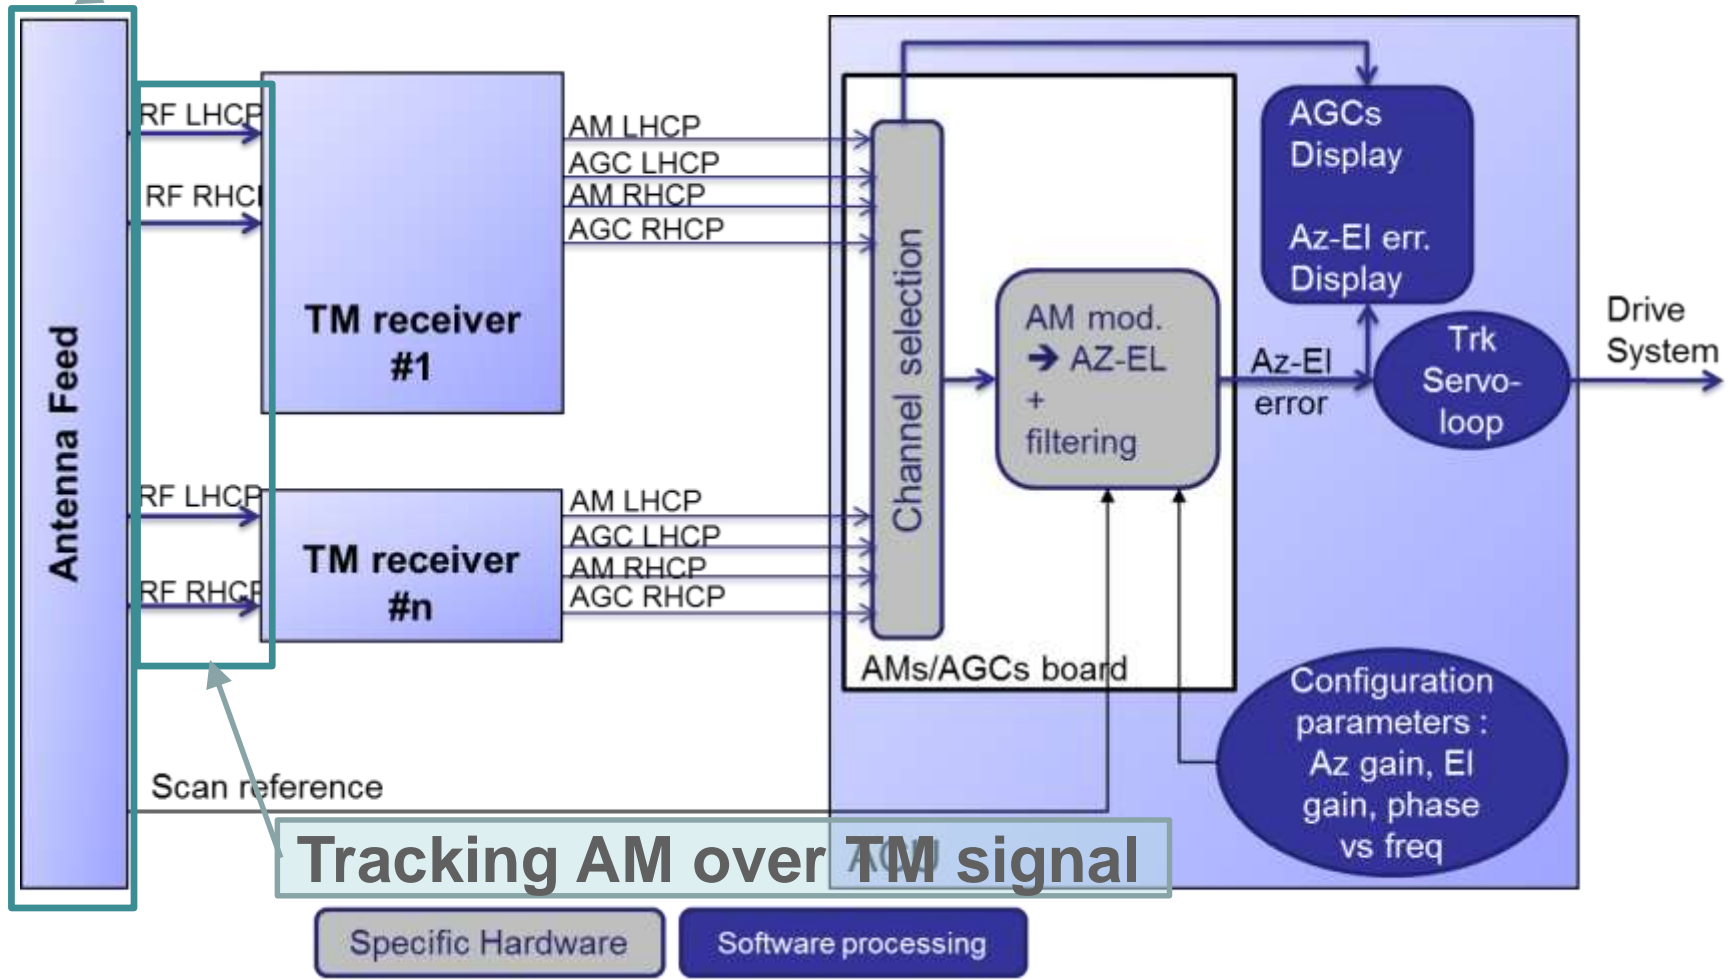 Antenna Feed
RF LHCP
RF RHCP
TM receiver
#1
AM LHCP
AGC LHCP
AM RHCP
AGC RHCP
RF LHCP
RF RHCP
TM receiver
#n
AM LHCP
AGC LHCP
AM RHCP
AGC RHCP
Channel selection
AM mod.
➔ AZ-EL
+
filtering
AMs/AGCs board
AGCs
Display
Az-El err.
Display
Az-El
error
Trk
Servo-
loop
Drive
System
Configuration
parameters :
Az gain, El
gain, phase
vs freq
Scan reference
ACU
Tracking AM over TM signal
Specific Hardware
Software processing